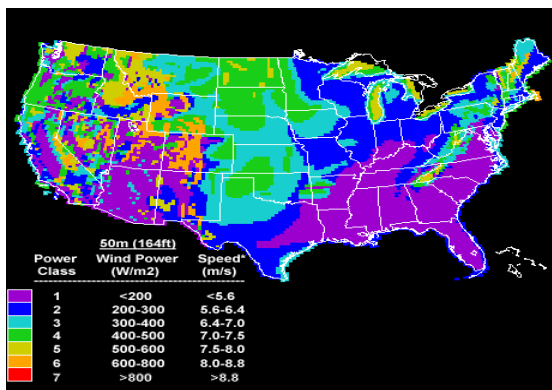 50m (164ft)
Power Wind Power Speed*
Class (W/m2) (m/s)
1 <200 <5.6
2 200-300 5.6-6.4
3 300-400 6.4-7.0
4 400-500 7.0-7.5
5 500-600 7.5-8.0
6 600-800 8.0-8.8
7 >800 >8.8